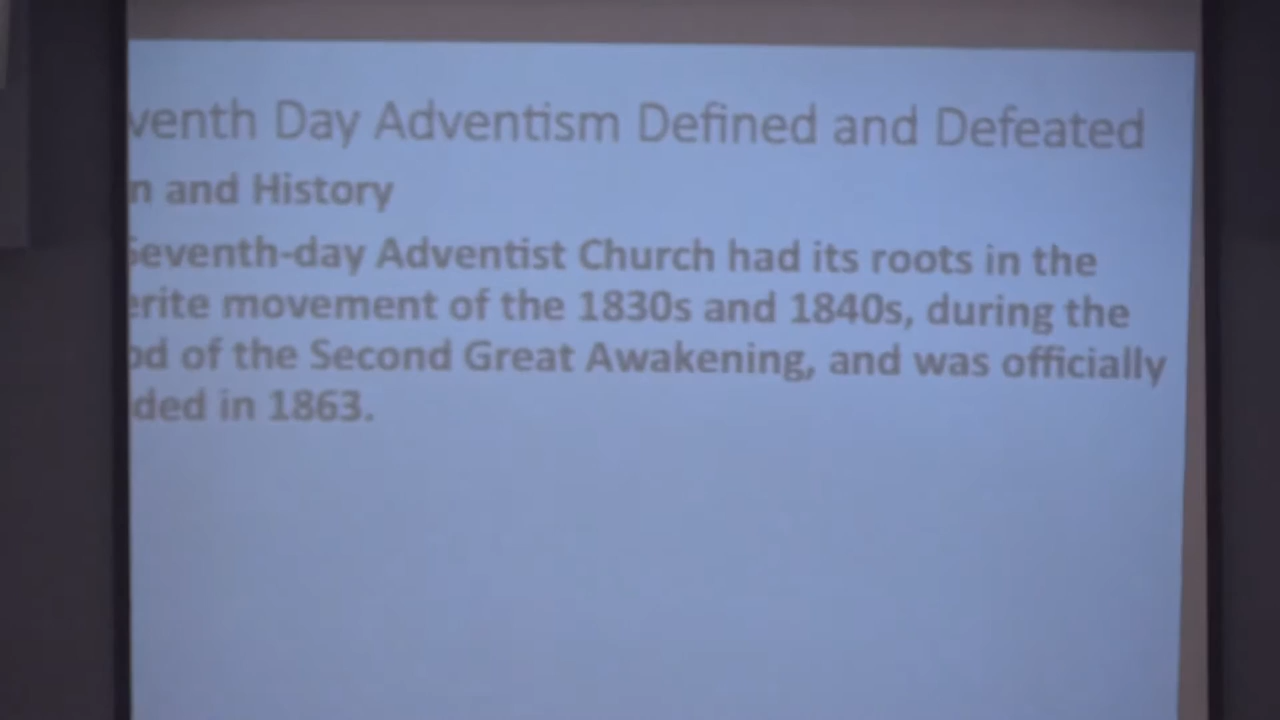 venth Day Adventism Defined and Defeated
n and History
Seventh-day Adventist Church had its roots in the
erite movement of the 1830s and 1840s, during the
od of the Second Great Awakening, and was officially
ded in 1863.